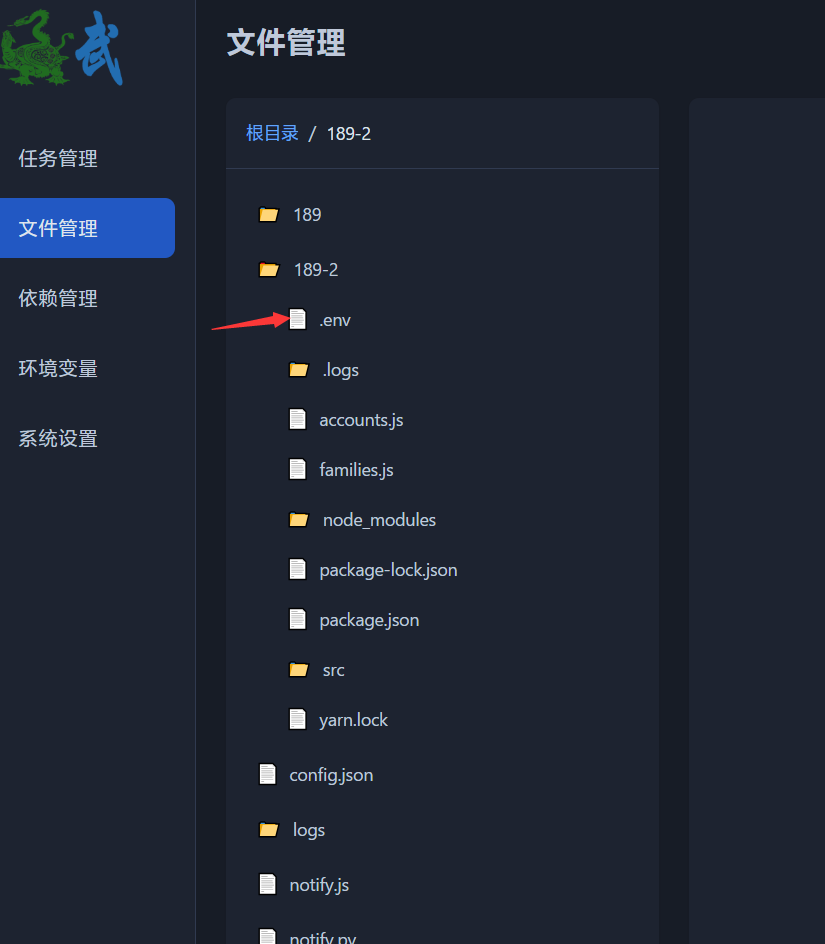 武
文件管理
根目录 / 189-2
任务管理
文件管理
依赖管理
环境变量
系统设置
189
189-2
.env
.logs
accounts.js
families.js
node_modules
package-lock.json
package.json
src
yarn.lock
config.json
logs
notify.js
notify.py